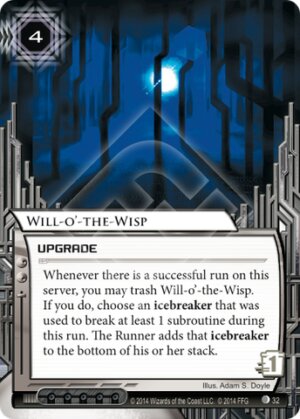 4
Will-o'-the-Wisp
UPGRADE
Whenever there is a successful run on this
server, you may trash Will-o'-the-Wisp.
If you do, choose an icebreaker that was
used to break at least 1 subroutine during
this run. The Runner adds that icebreaker
to the bottom of his or her stack.
1
Illus. Adam S. Doyle
© 2014 Wizards of the Coast LLC. © 2014 FFG
32